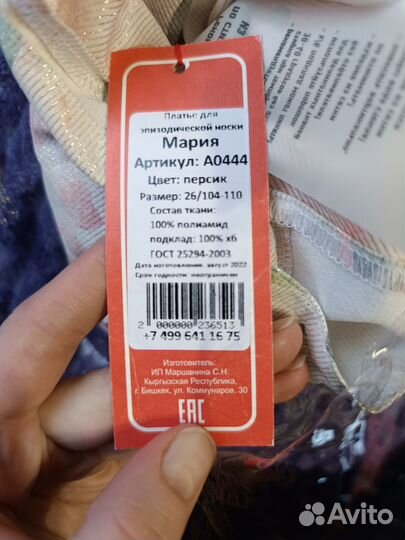 Платье для
эпизодической носки
Мария
Артикул: А0444
Цвет: персик
Размер: 26/104-110
Состав ткани:
100% полиамид
подклад: 100% хб
ГОСТ 25294-2003
Дата изготовления: август 2022
Срок годности: неограничен
2 000000 236513
+7 499 641 16 75
Изготовитель:
ИП Маршанина С.Н.
Кыргызская Республика,
г. Бишкек, ул. Коммунаров, 30
EAC
Avito